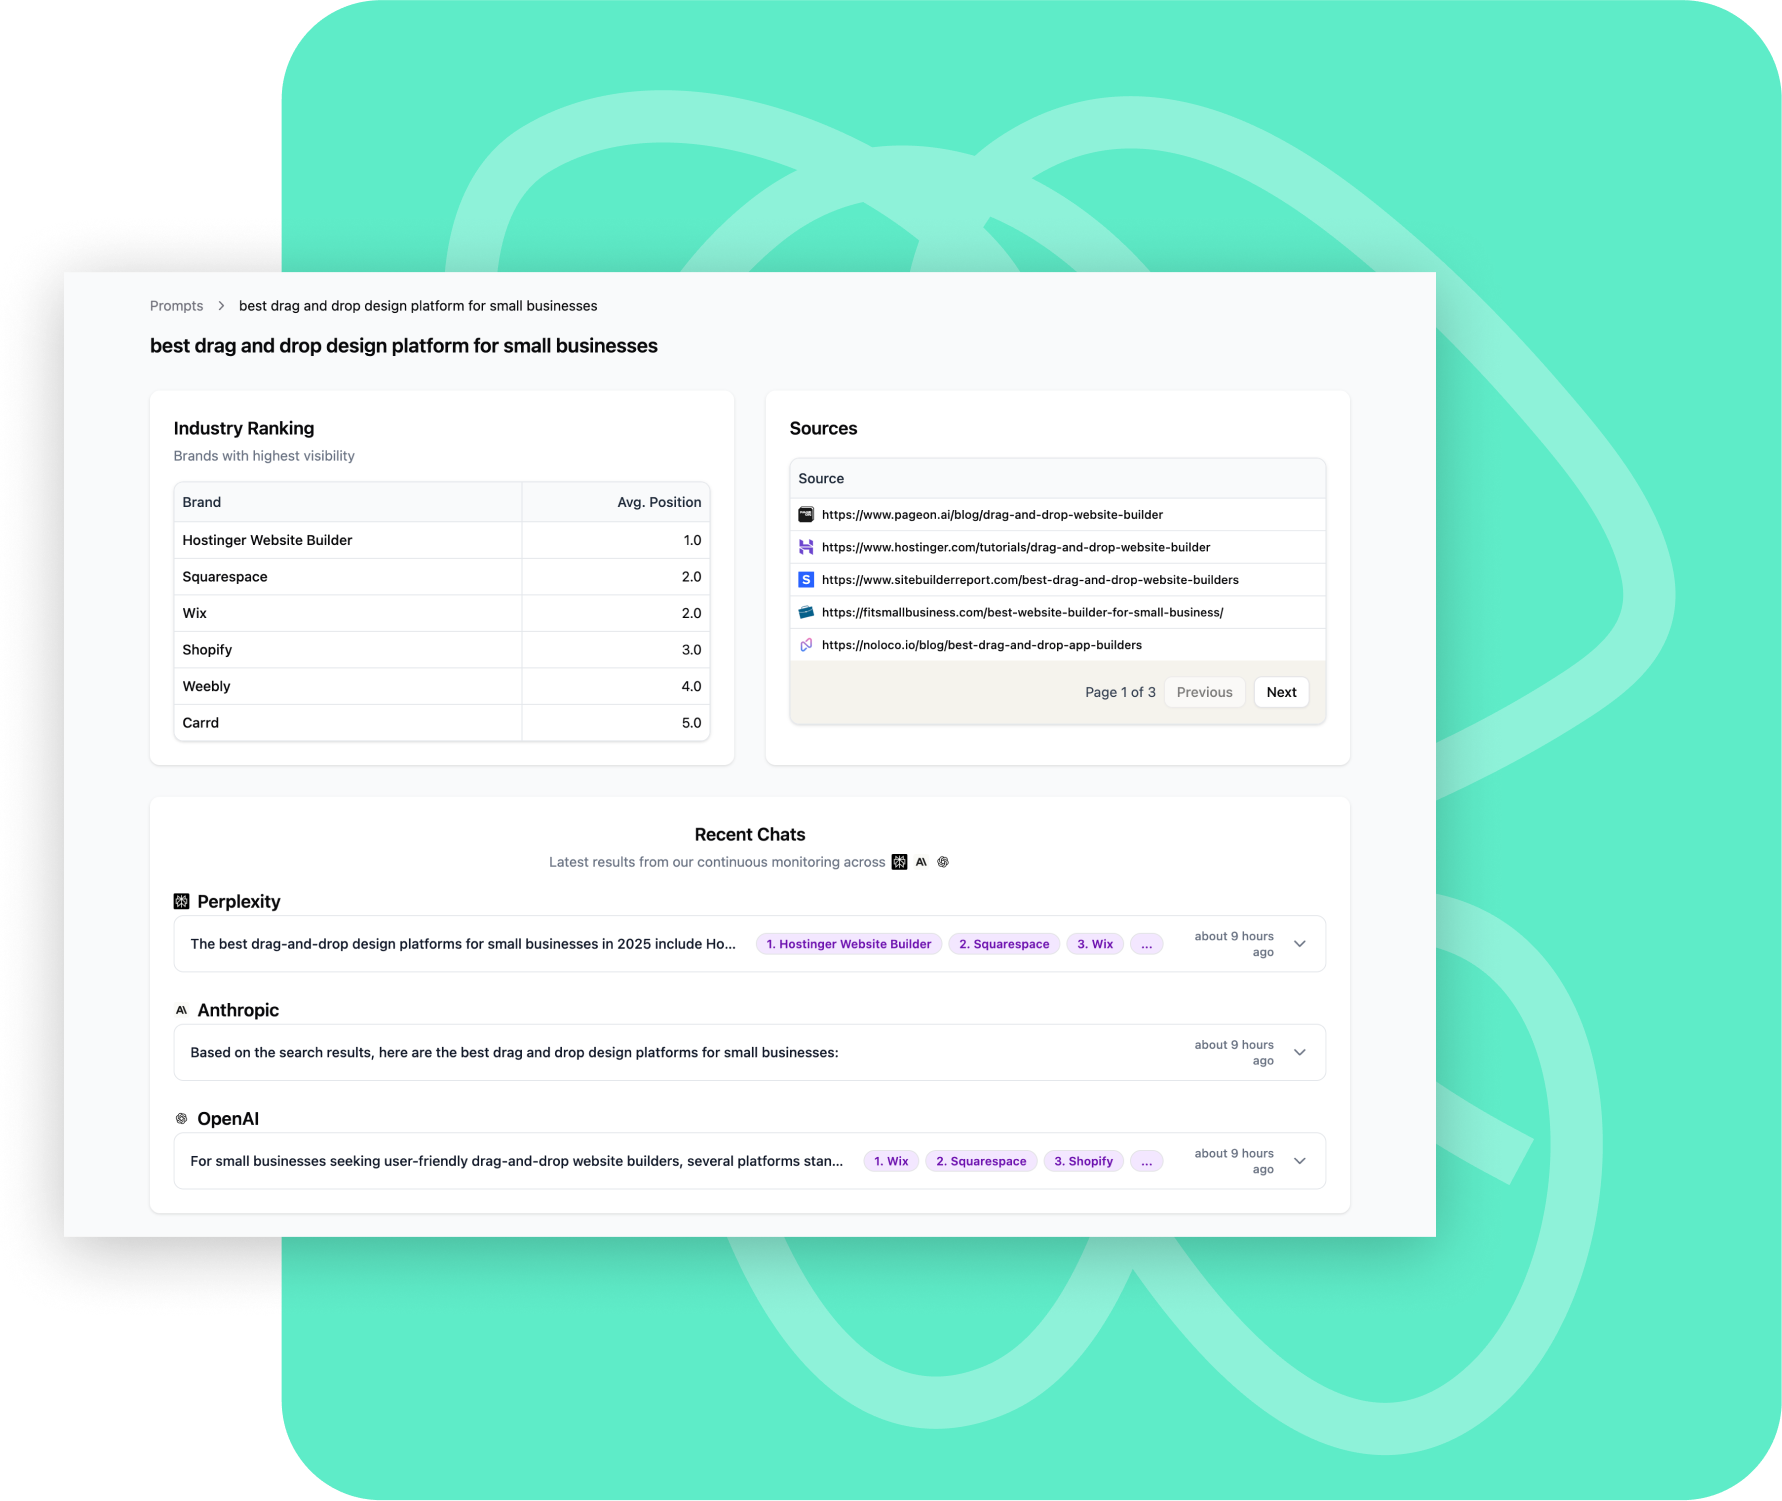 Prompts > best drag and drop design platform for small businesses
best drag and drop design platform for small businesses
Industry Ranking
Brands with highest visibility
Brand Avg. Position
Hostinger Website Builder 1.0
Squarespace 2.0
Wix 2.0
Shopify 3.0
Weebly 4.0
Carrd 5.0
Sources
Source
https://www.pageon.ai/blog/drag-and-drop-website-builder
https://www.hostinger.com/tutorials/drag-and-drop-website-builder
S https://www.sitebuilderreport.com/best-drag-and-drop-website-builders
https://fitsmallbusiness.com/best-website-builder-for-small-business/
https://noloco.io/blog/best-drag-and-drop-app-builders
Page 1 of 3 Previous Next
Recent Chats
Latest results from our continuous monitoring across
Perplexity
The best drag-and-drop design platforms for small businesses in 2025 include Ho... 1. Hostinger Website Builder 2. Squarespace 3. Wix ... about 9 hours
ago
Anthropic
Based on the search results, here are the best drag and drop design platforms for small businesses: about 9 hours
ago
OpenAI
For small businesses seeking user-friendly drag-and-drop website builders, several platforms stan... 1. Wix 2. Squarespace 3. Shopify ... about 9 hours
ago